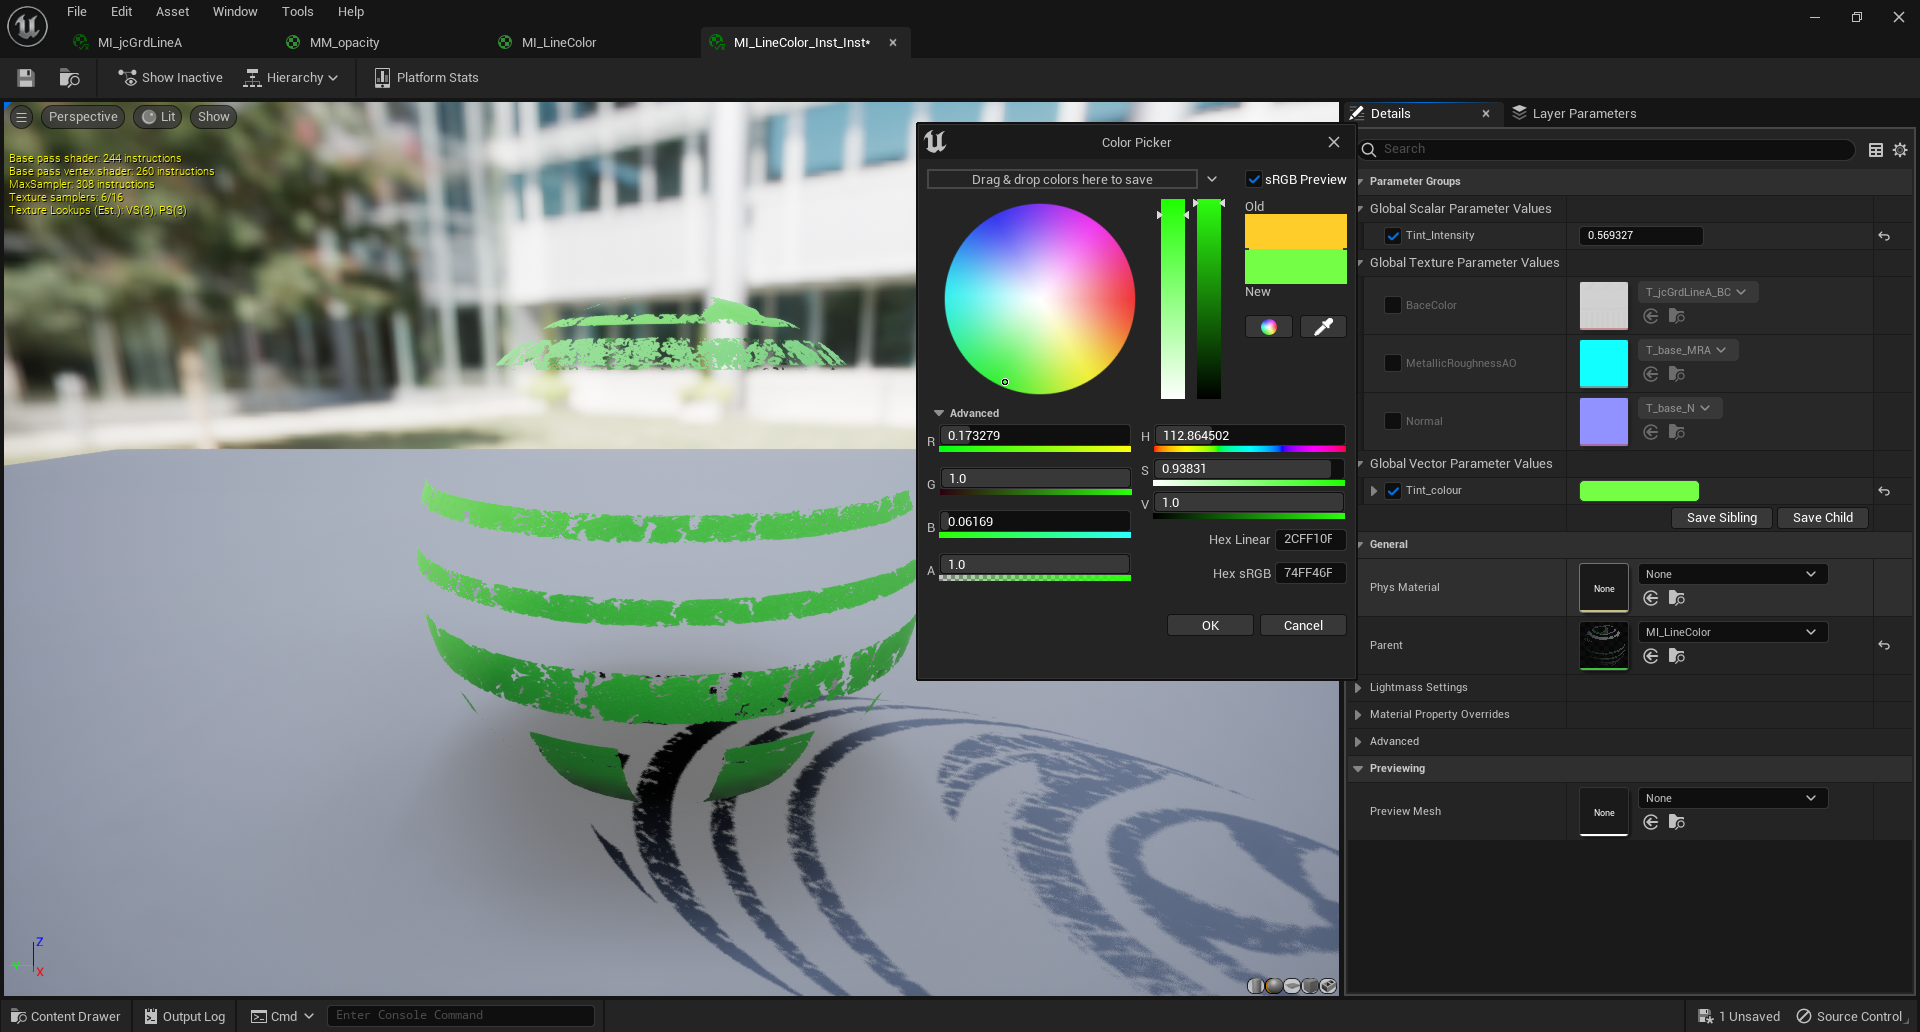 File Edit Asset Window Tools Help
MI_jcGrdLineA MM_opacity MI_LineColor MI_LineColor_Inst_Inst*
Show Inactive Hierarchy Platform Stats
Perspective Lit Show
Base pass shader: 244 instructions
Base pass vertex shader: 260 instructions
MaxSampler: 308 instructions
Texture samplers: 6/16
Texture Lookups (Est.): VS(3), PS(3)
Z
Y
X
Color Picker
Drag & drop colors here to save
sRGB Preview
Old
New
Advanced
R 0.173279
G 1.0
B 0.06169
A 1.0
H 112.864502
S 0.93831
V 1.0
Hex Linear 2CFF10F
Hex sRGB 74FF46F
OK Cancel
Details Layer Parameters
Search
Parameter Groups
Global Scalar Parameter Values
Tint_Intensity 0.569327
Global Texture Parameter Values
BaceColor T_jcGrdLineA_BC
MetallicRoughnessAO T_base_MRA
Normal T_base_N
Global Vector Parameter Values
Tint_colour
Save Sibling Save Child
General
Phys Material None None
Parent MI_LineColor
Lightmass Settings
Material Property Overrides
Advanced
Previewing
Preview Mesh None None
Content Drawer Output Log Cmd Enter Console Command 1 Unsaved Source Control